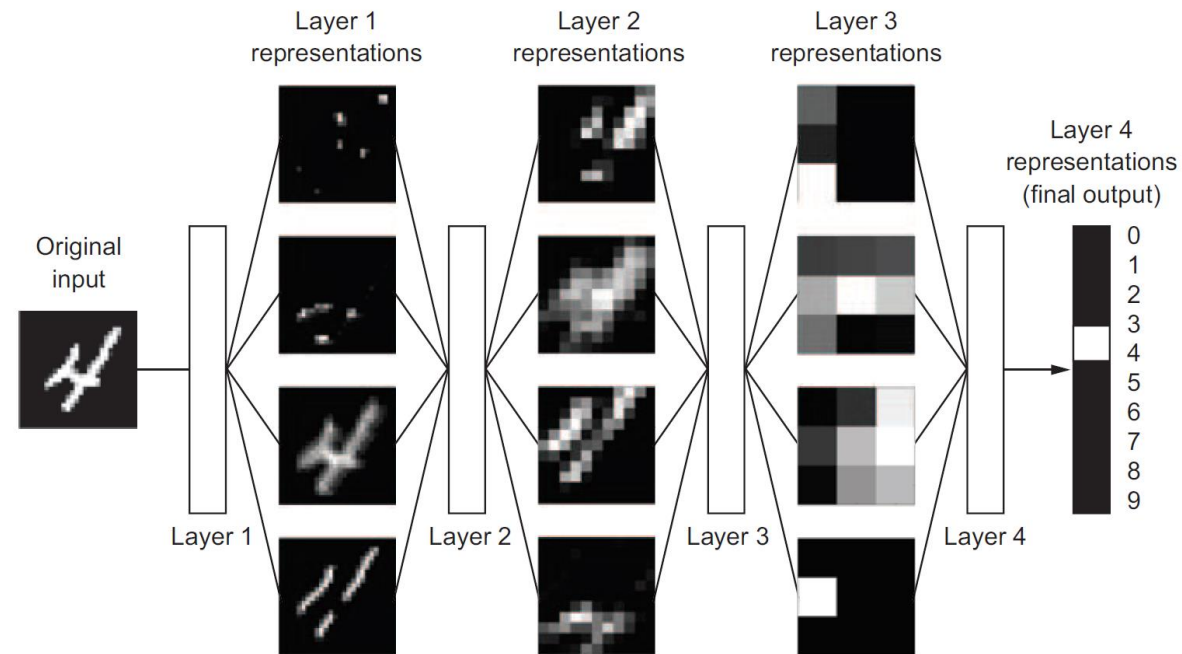 Layer 1
representations
Layer 2
representations
Layer 3
representations
Layer 4
representations
(final output)
Original
input
0
1
2
3
4
5
6
7
8
9
Layer 1
Layer 2
Layer 3
Layer 4